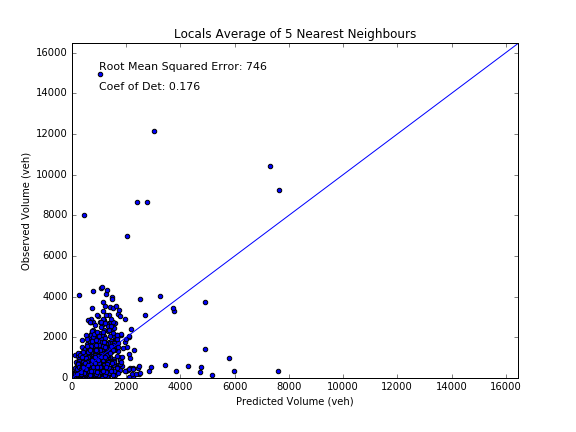 Locals Average of 5 Nearest Neighbours
16000
Root Mean Squared Error: 746
14000
Coef of Det: 0.176
12000
10000
8000
6000
4000
2000
0
Observed Volume (veh)
0 2000 4000 6000 8000 10000 12000 14000 16000
Predicted Volume (veh)